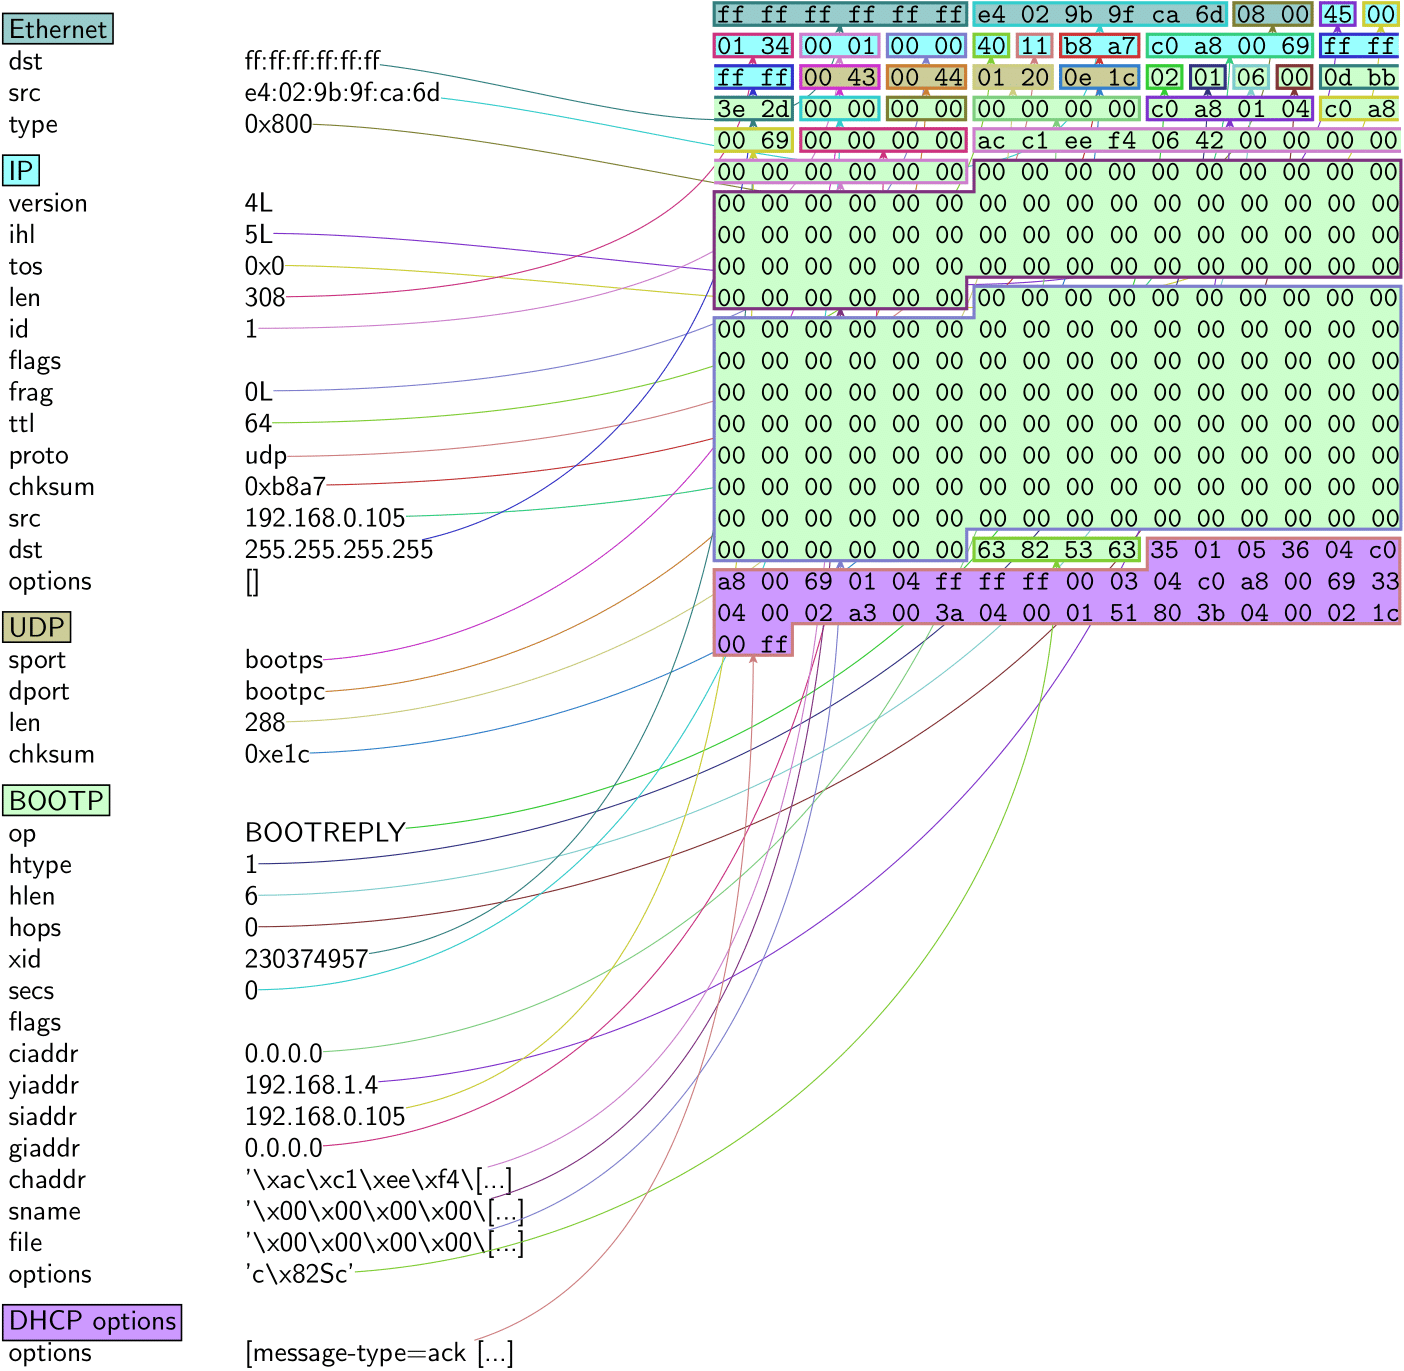 Ethernet
dst ff:ff:ff:ff:ff:ff
src e4:02:9b:9f:ca:6d
type 0x800
IP
version 4L
ihl 5L
tos 0x0
len 308
id 1
flags
frag 0L
ttl 64
proto udp
chksum 0xb8a7
src 192.168.0.105
dst 255.255.255.255
options []
UDP
sport bootps
dport bootpc
len 288
chksum 0xe1c
BOOTP
op BOOTREPLY
htype 1
hlen 6
hops 0
xid 230374957
secs 0
flags
ciaddr 0.0.0.0
yiaddr 192.168.1.4
siaddr 192.168.0.105
giaddr 0.0.0.0
chaddr '\xac\xc1\xee\xf4\[...]
sname '\x00\x00\x00\x00\[...]
file '\x00\x00\x00\x00\[...]
options 'c\x82Sc'
DHCP options
options [message-type=ack [...]
ff ff ff ff ff ff e4 02 9b 9f ca 6d 08 00 45 00
01 34 00 01 00 00 40 11 b8 a7 c0 a8 00 69 ff ff
ff ff 00 43 00 44 01 20 0e 1c 02 01 06 00 0d bb
3e 2d 00 00 00 00 00 00 00 00 c0 a8 01 04 c0 a8
00 69 00 00 00 00 ac c1 ee f4 06 42 00 00 00 00
00 00 00 00 00 00 00 00 00 00 00 00 00 00 00 00
00 00 00 00 00 00 00 00 00 00 00 00 00 00 00 00
00 00 00 00 00 00 00 00 00 00 00 00 00 00 00 00
00 00 00 00 00 00 00 00 00 00 00 00 00 00 00 00
00 00 00 00 00 00 00 00 00 00 00 00 00 00 00 00
00 00 00 00 00 00 00 00 00 00 00 00 00 00 00 00
00 00 00 00 00 00 00 00 00 00 00 00 00 00 00 00
00 00 00 00 00 00 00 00 00 00 00 00 00 00 00 00
00 00 00 00 00 00 00 00 00 00 00 00 00 00 00 00
00 00 00 00 00 00 00 00 00 00 00 00 00 00 00 00
00 00 00 00 00 00 00 00 00 00 00 00 00 00 00 00
00 00 00 00 00 00 00 00 00 00 00 00 00 00 00 00
00 00 00 00 00 00 63 82 53 63 35 01 05 36 04 c0
a8 00 69 01 04 ff ff ff 00 03 04 c0 a8 00 69 33
04 00 02 a3 00 3a 04 00 01 51 80 3b 04 00 02 1c
00 ff